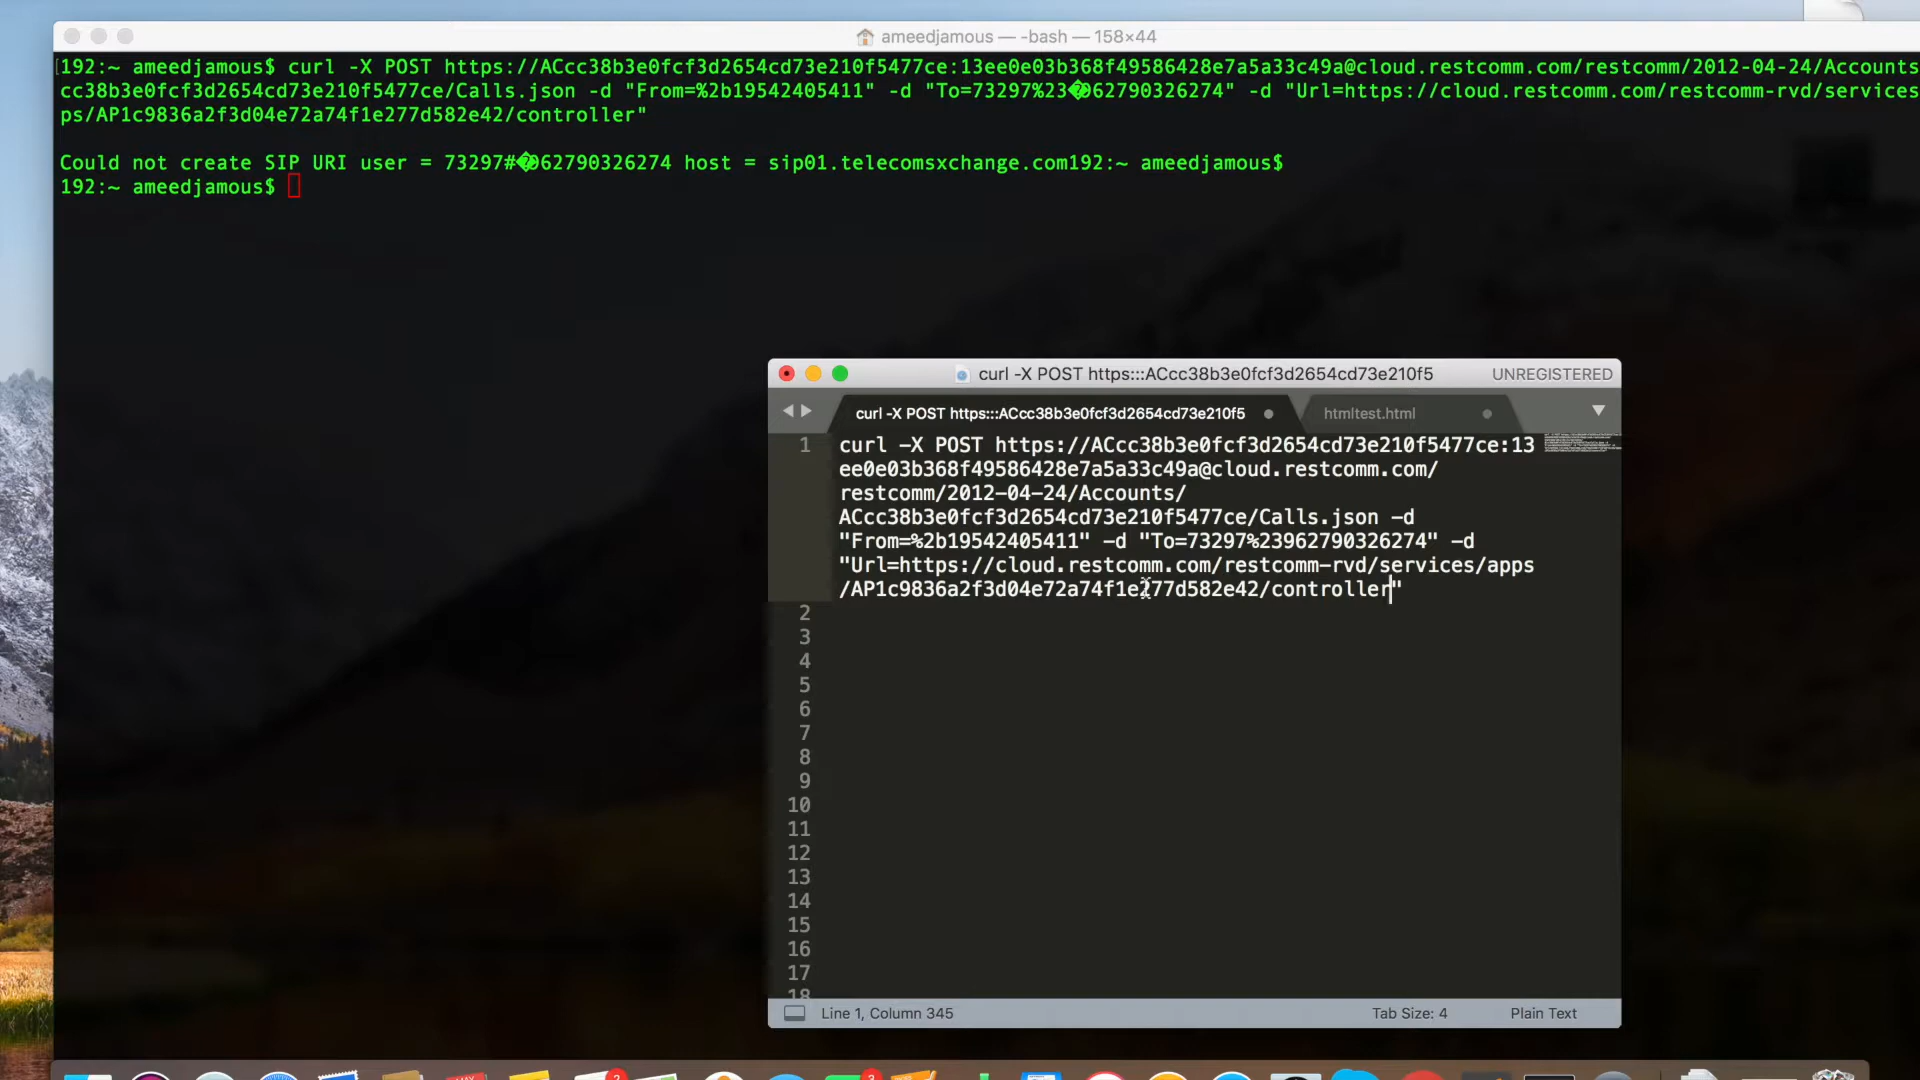 ameedjamous — -bash — 158×44
[192:~ ameedjamous$ curl -X POST https://ACcc38b3e0fcf3d2654cd73e210f5477ce:13ee0e03b368f49586428e7a5a33c49a@cloud.restcomm.com/restcomm/2012-04-24/Accounts
cc38b3e0fcf3d2654cd73e210f5477ce/Calls.json -d "From=%2b19542405411" -d "To=73297%23�962790326274" -d "Url=https://cloud.restcomm.com/restcomm-rvd/services
ps/AP1c9836a2f3d04e72a74f1e277d582e42/controller"
Could not create SIP URI user = 73297#�962790326274 host = sip01.telecomsxchange.com192:~ ameedjamous$
192:~ ameedjamous$
curl -X POST https:::ACcc38b3e0fcf3d2654cd73e210f5 UNREGISTERED
curl -X POST https:::ACcc38b3e0fcf3d2654cd73e210f5 htmltest.html
1 curl -X POST https://ACcc38b3e0fcf3d2654cd73e210f5477ce:13
ee0e03b368f49586428e7a5a33c49a@cloud.restcomm.com/
restcomm/2012-04-24/Accounts/
ACcc38b3e0fcf3d2654cd73e210f5477ce/Calls.json -d
"From=%2b19542405411" -d "To=73297%23962790326274" -d
"Url=https://cloud.restcomm.com/restcomm-rvd/services/apps
/AP1c9836a2f3d04e72a74f1e277d582e42/controller"
2
3
4
5
6
7
8
9
10
11
12
13
14
15
16
17
18
Line 1, Column 345 Tab Size: 4 Plain Text
2
3